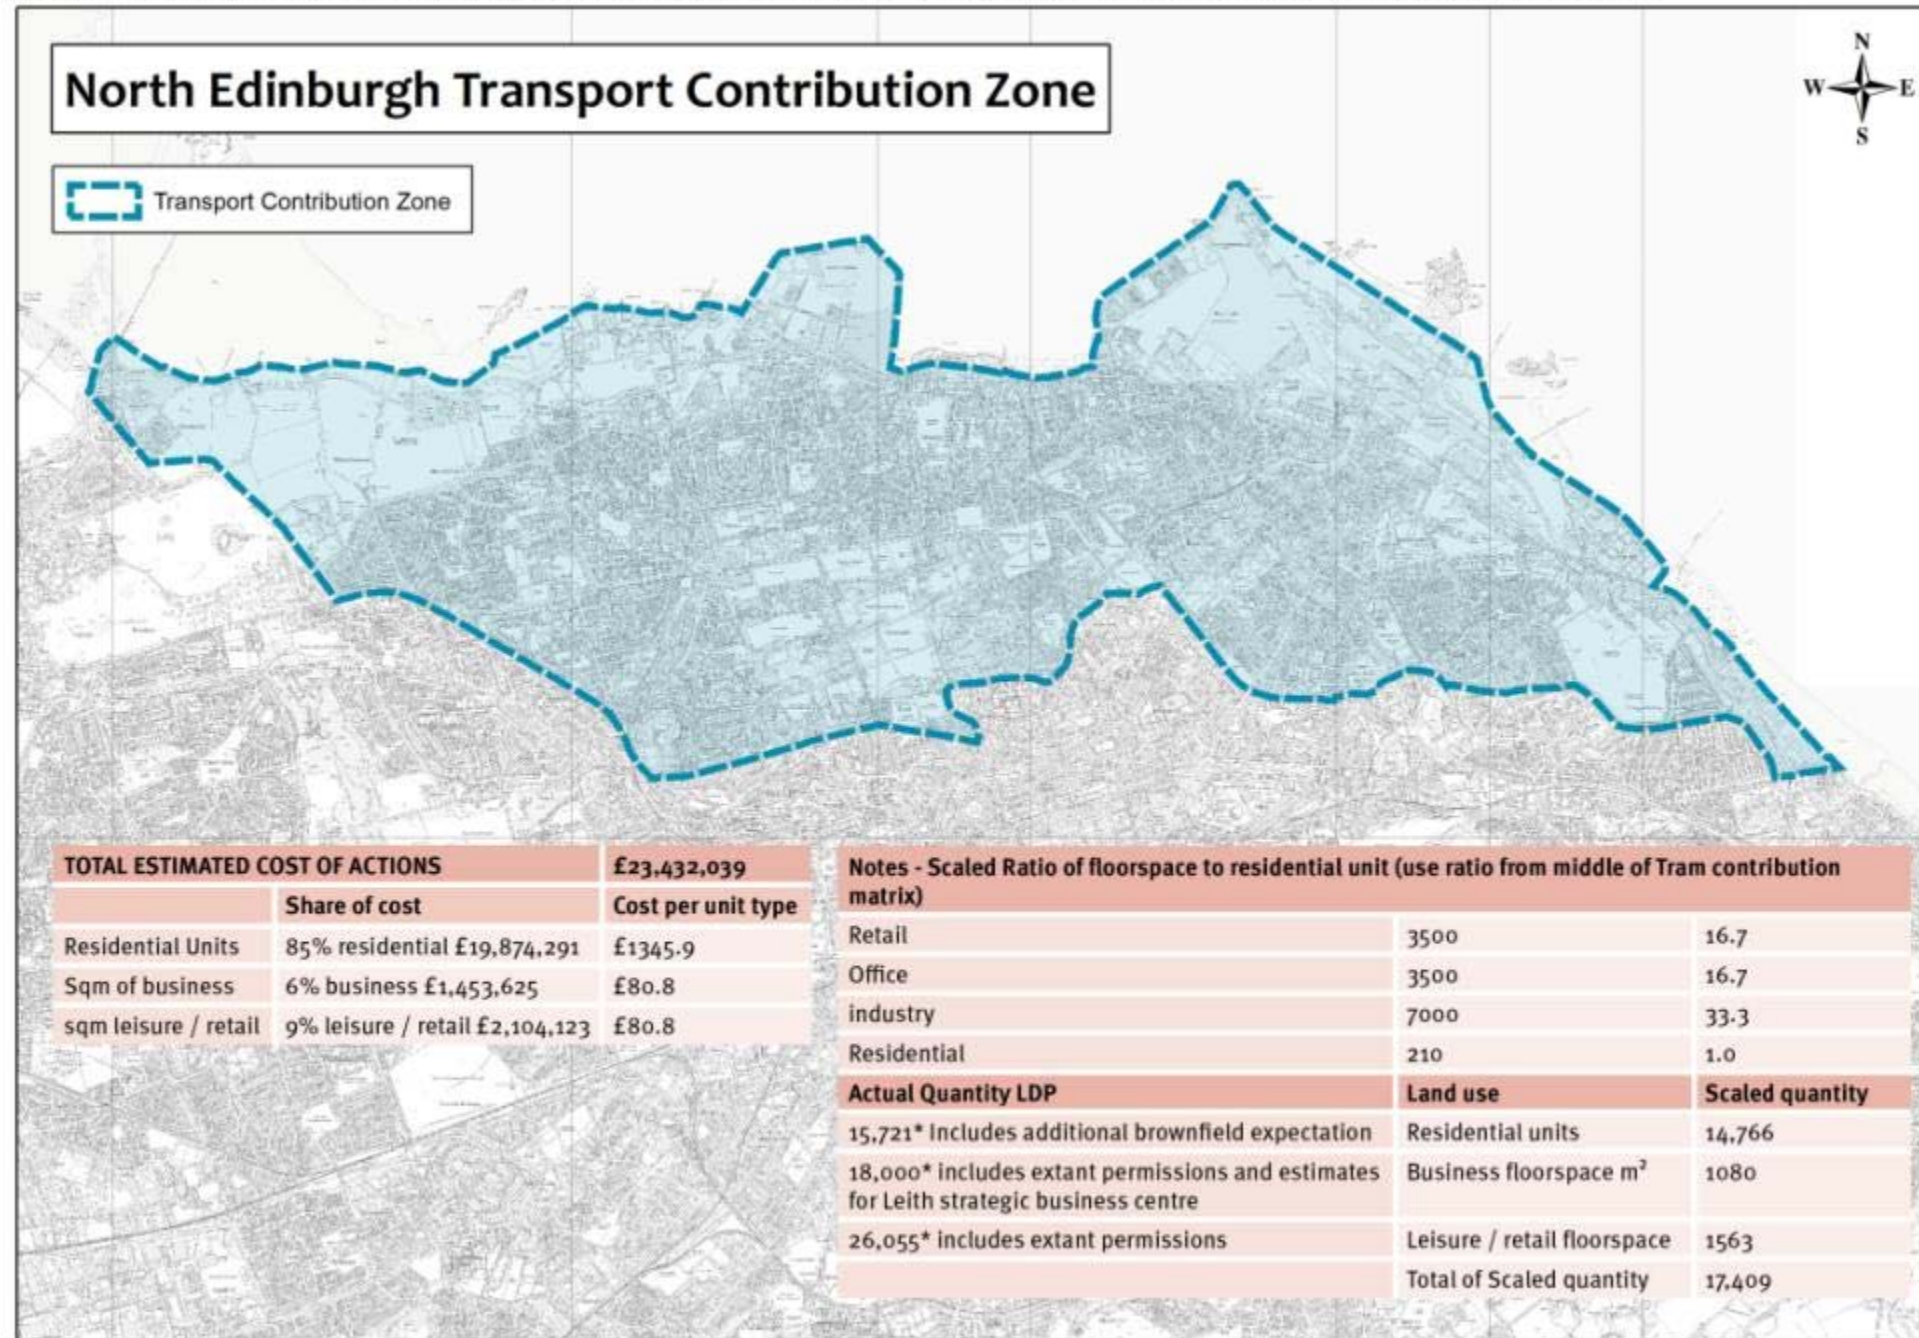 North Edinburgh Transport Contribution Zone
N
W E
S
Transport Contribution Zone
TOTAL ESTIMATED COST OF ACTIONS £23,432,039
Share of cost Cost per unit type
Residential Units 85% residential £19,874,291 £1345.9
Sqm of business 6% business £1,453,625 £80.8
sqm leisure / retail 9% leisure / retail £2,104,123 £80.8
Notes - Scaled Ratio of floorspace to residential unit (use ratio from middle of Tram contribution
matrix)
Retail 3500 16.7
Office 3500 16.7
industry 7000 33.3
Residential 210 1.0
Actual Quantity LDP Land use Scaled quantity
15,721* Includes additional brownfield expectation Residential units 14,766
18,000* includes extant permissions and estimates Business floorspace m² 1080
for Leith strategic business centre
26,055* includes extant permissions Leisure / retail floorspace 1563
Total of Scaled quantity 17,409